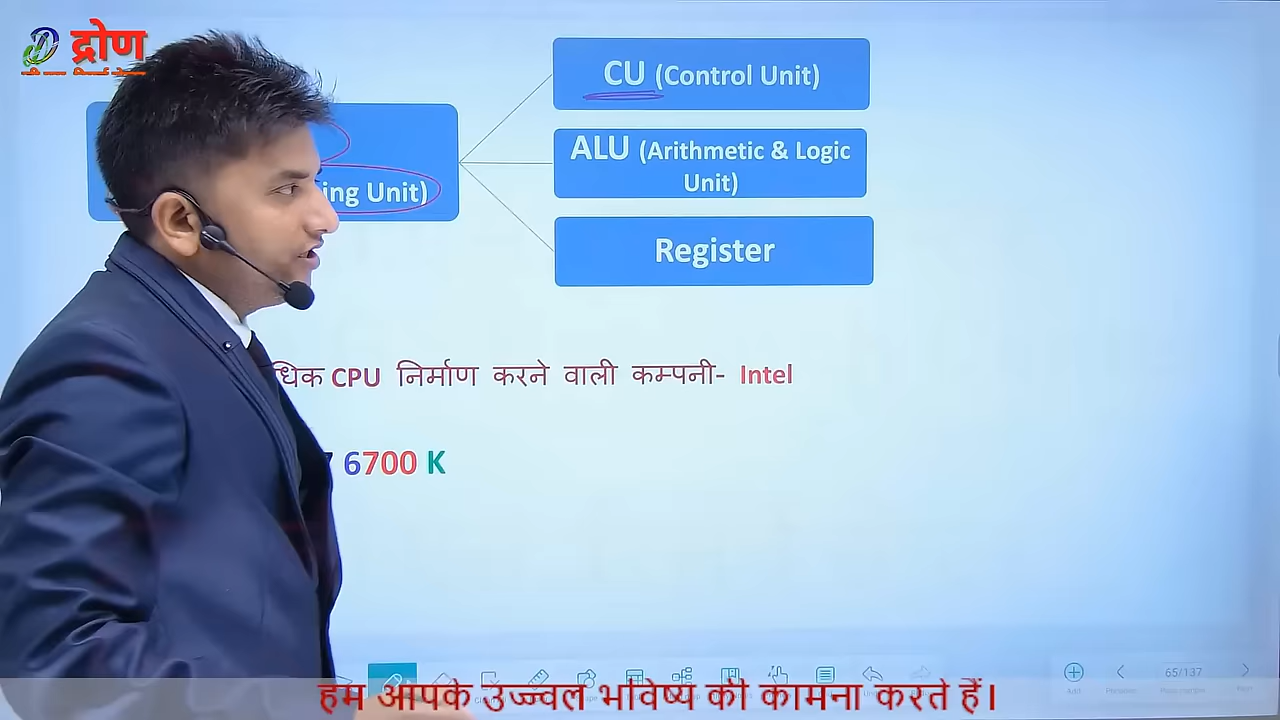 द्रोण
CU (Control Unit)
ing Unit)
ALU (Arithmetic & Logic
Unit)
Register
धिक CPU निर्माण करने वाली कम्पनी- Intel
6700 K
65/137
हम आपके उज्ज्वल भविष्य की कामना करते हैं।